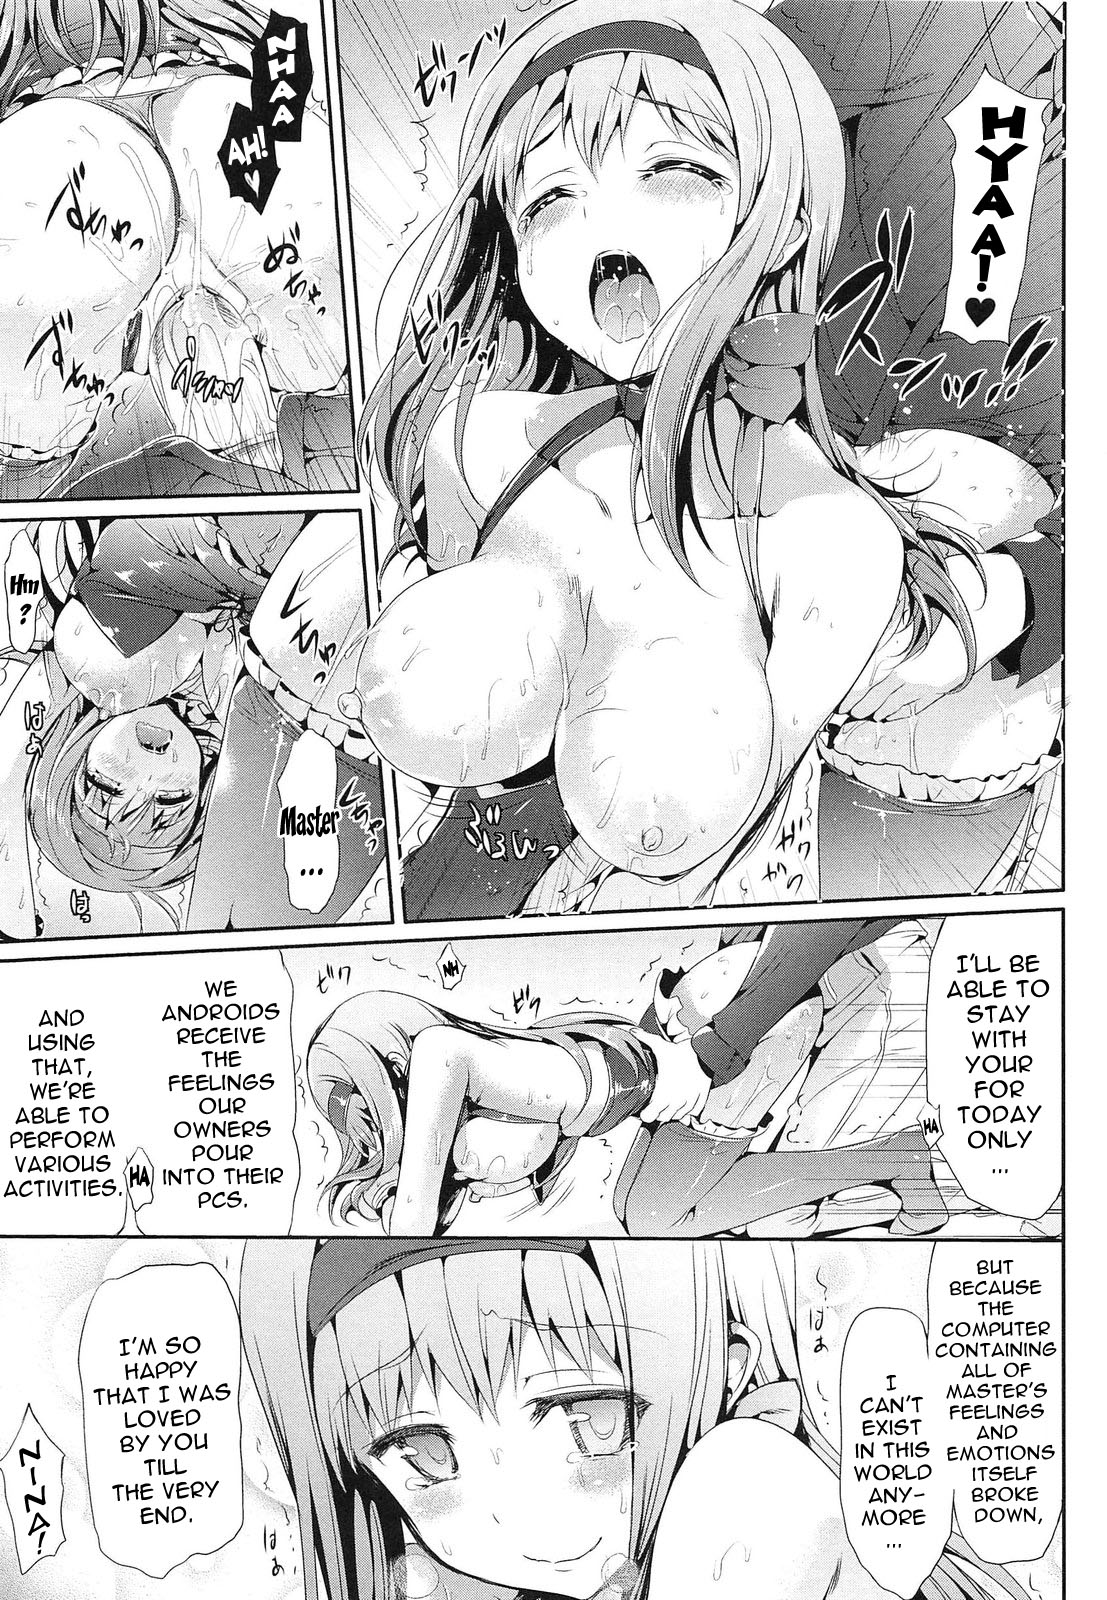 HYAA! ♥
NHAA
AH! ♥
Hm
?
Master
...
I'LL BE
ABLE TO
STAY
WITH
YOUR
FOR
TODAY
ONLY
...
NH
HA
WE
ANDROIDS
RECEIVE
THE
FEELINGS
OUR
OWNERS
POUR
INTO THEIR
PCS.
HA
AND
USING
THAT,
WE'RE
ABLE TO
PERFORM
VARIOUS
ACTIVITIES.
BUT
BECAUSE
THE
COMPUTER
CONTAINING
ALL OF
MASTER'S
FEELINGS
AND
EMOTIONS
ITSELF
BROKE
DOWN,
I
CAN'T
EXIST
IN THIS
WORLD
ANY-
MORE
...
I'M SO
HAPPY
THAT I WAS
LOVED
BY YOU
TILL
THE VERY
END.
NINA!